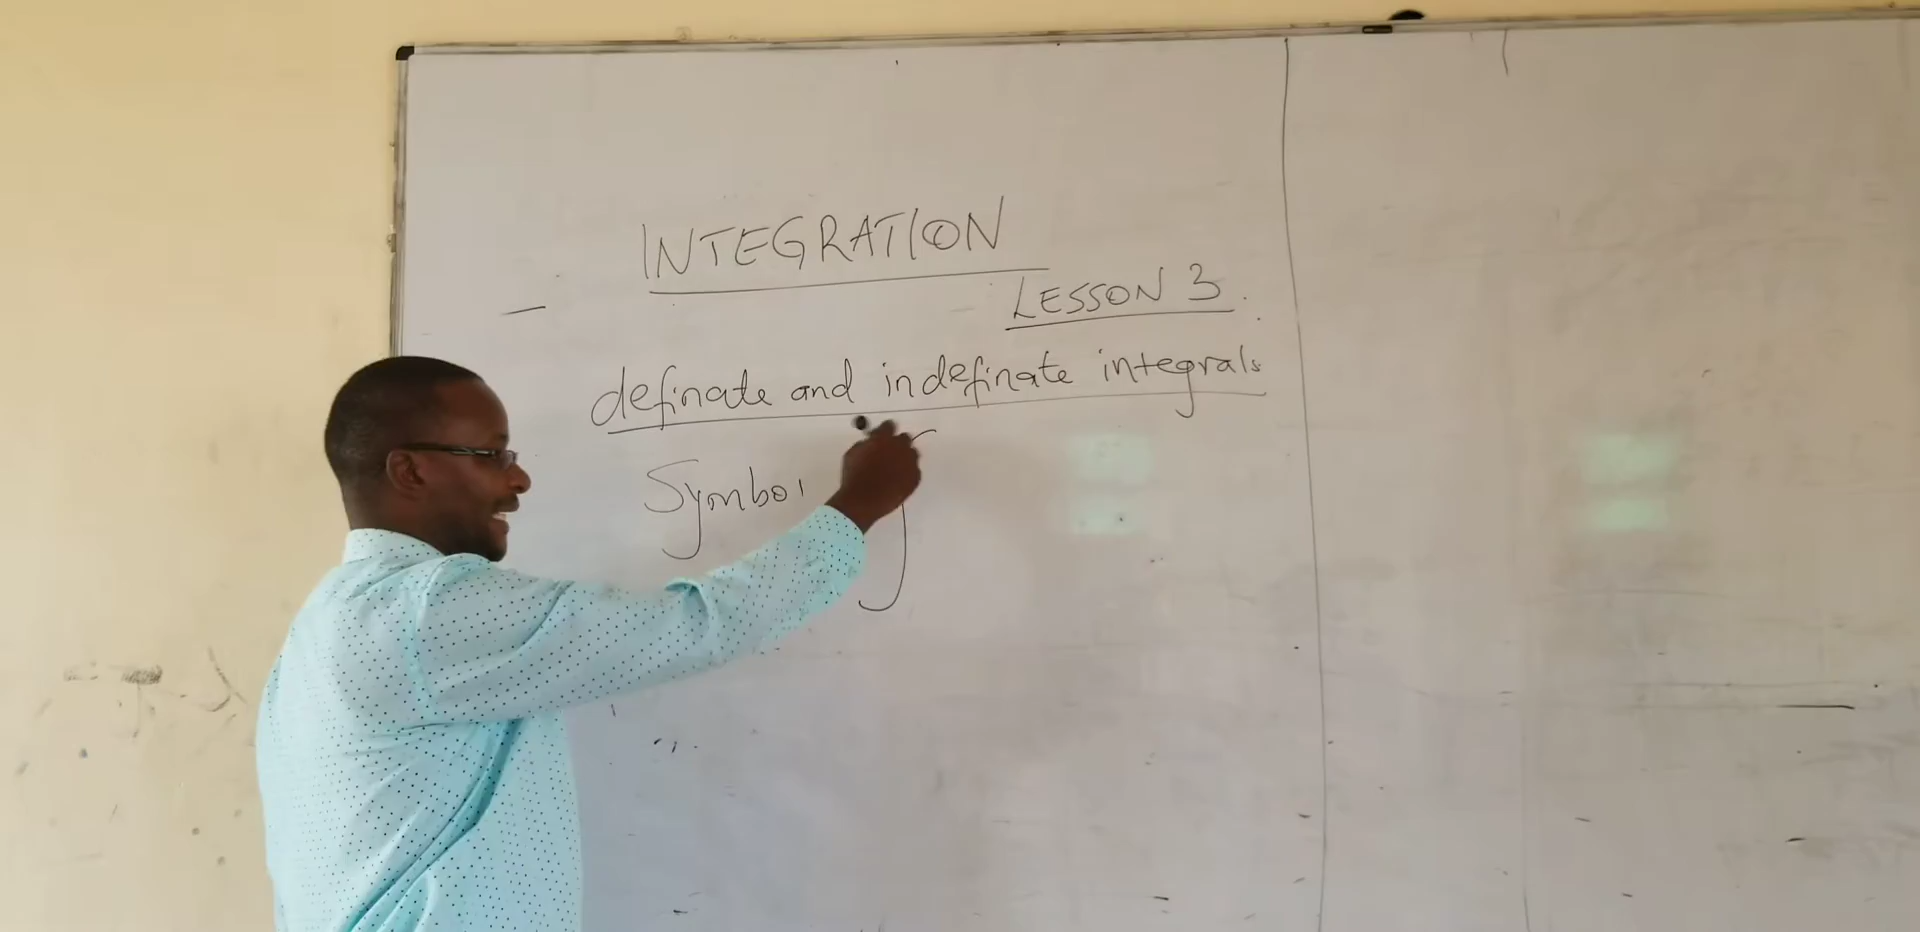 INTEGRATION
LESSON 3.
definate and indefinate integrals
Symbol ∫